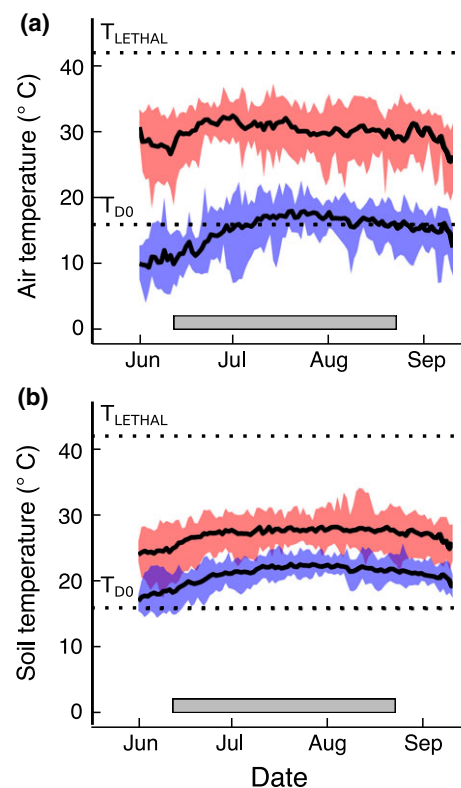 (a)
T_LETHAL
Air temperature (° C)
40
30
20
T_D0
10
0
Jun Jul Aug Sep
(b)
T_LETHAL
Soil temperature (° C)
40
30
20
T_D0
10
0
Jun Jul Aug Sep
Date